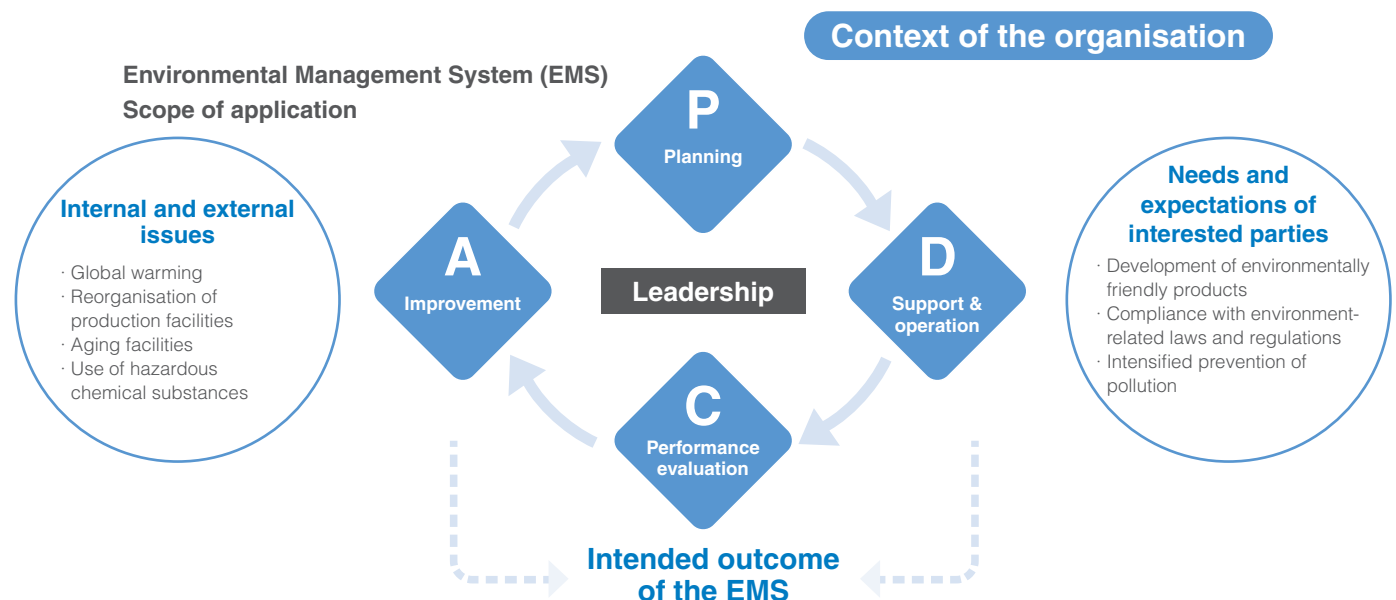 Context of the organisation
Environmental Management System (EMS)
Scope of application
Internal and external
issues
· Global warming
· Reorganisation of
production facilities
· Aging facilities
· Use of hazardous
chemical substances
P
Planning
A
Improvement
Leadership
D
Support &
operation
C
Performance
evaluation
Needs and
expectations of
interested parties
· Development of environmentally
friendly products
· Compliance with environment-
related laws and regulations
· Intensified prevention of
pollution
Intended outcome
of the EMS